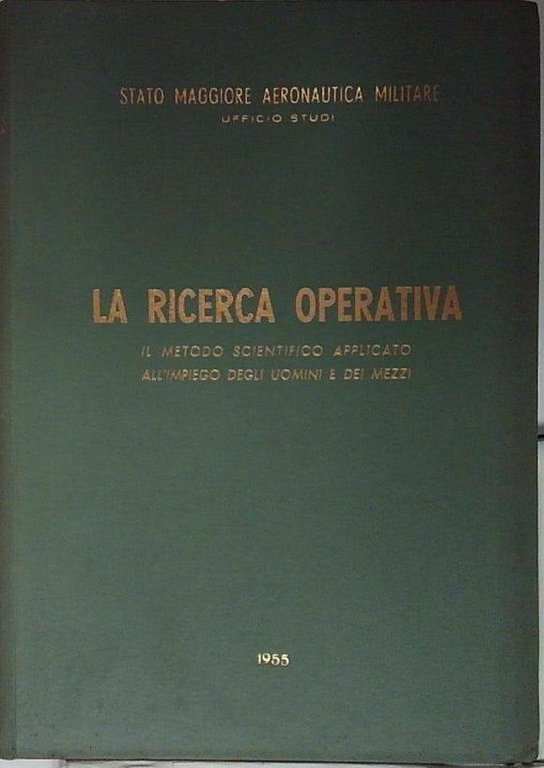 STATO MAGGIORE AERONAUTICA MILITARE
UFFICIO STUDI
LA RICERCA OPERATIVA
IL METODO SCIENTIFICO APPLICATO
ALL'IMPIEGO DEGLI UOMINI E DEI MEZZI
1955